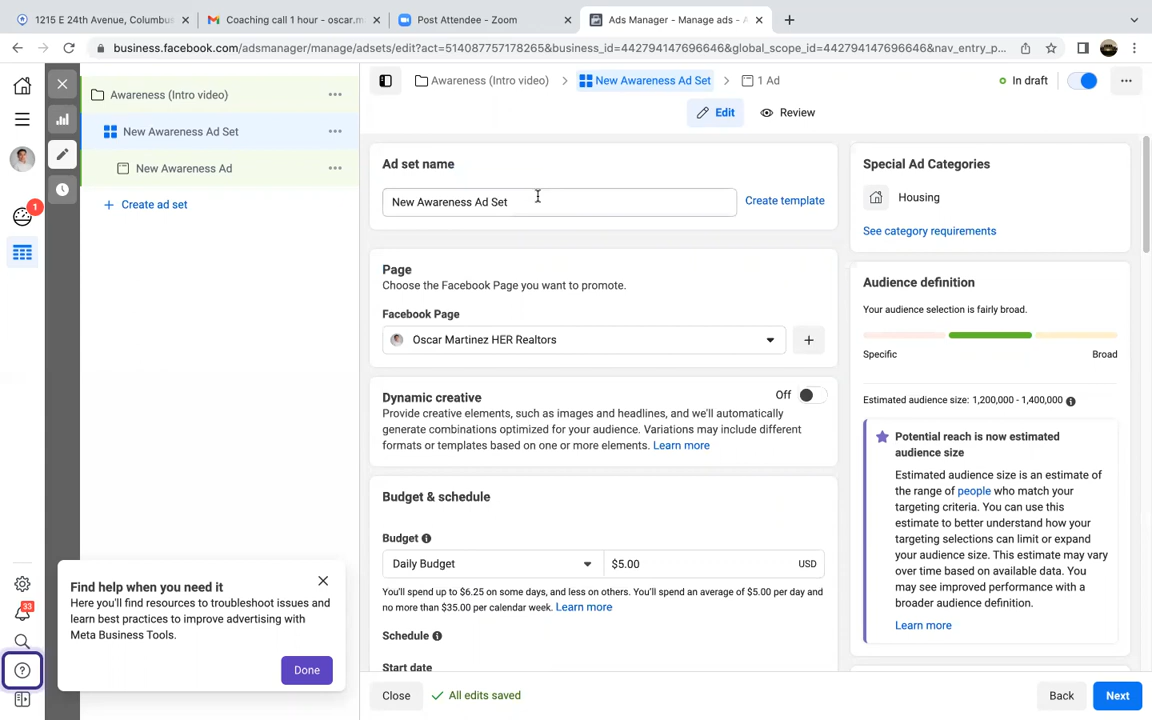 1215 E 24th Avenue, Columbus
Coaching call 1 hour - oscar.m
Post Attendee - Zoom
Ads Manager - Manage ads - A
business.facebook.com/adsmanager/manage/adsets/edit?act=514087757178265&business_id=442794147696646&global_scope_id=442794147696646&nav_entry_p...
Awareness (Intro video)
New Awareness Ad Set
New Awareness Ad
Create ad set
Awareness (Intro video)
New Awareness Ad Set
1 Ad
In draft
Edit
Review
Ad set name
New Awareness Ad Set
Create template
Page
Choose the Facebook Page you want to promote.
Facebook Page
Oscar Martinez HER Realtors
Dynamic creative
Off
Provide creative elements, such as images and headlines, and we'll automatically
generate combinations optimized for your audience. Variations may include different
formats or templates based on one or more elements. Learn more
Budget & schedule
Budget
Daily Budget
$5.00
USD
You'll spend up to $6.25 on some days, and less on others. You'll spend an average of $5.00 per day and
no more than $35.00 per calendar week. Learn more
Schedule
Start date
Special Ad Categories
Housing
See category requirements
Audience definition
Your audience selection is fairly broad.
Specific
Broad
Estimated audience size: 1,200,000 - 1,400,000
Potential reach is now estimated
audience size
Estimated audience size is an estimate of
the range of people who match your
targeting criteria. You can use this
estimate to better understand how your
targeting selections can limit or expand
your audience size. This estimate may vary
over time based on available data. You
may see improved performance with a
broader audience definition.
Learn more
1
33
Find help when you need it
Here you'll find resources to troubleshoot issues and
learn best practices to improve advertising with
Meta Business Tools.
Done
Close
All edits saved
Back
Next